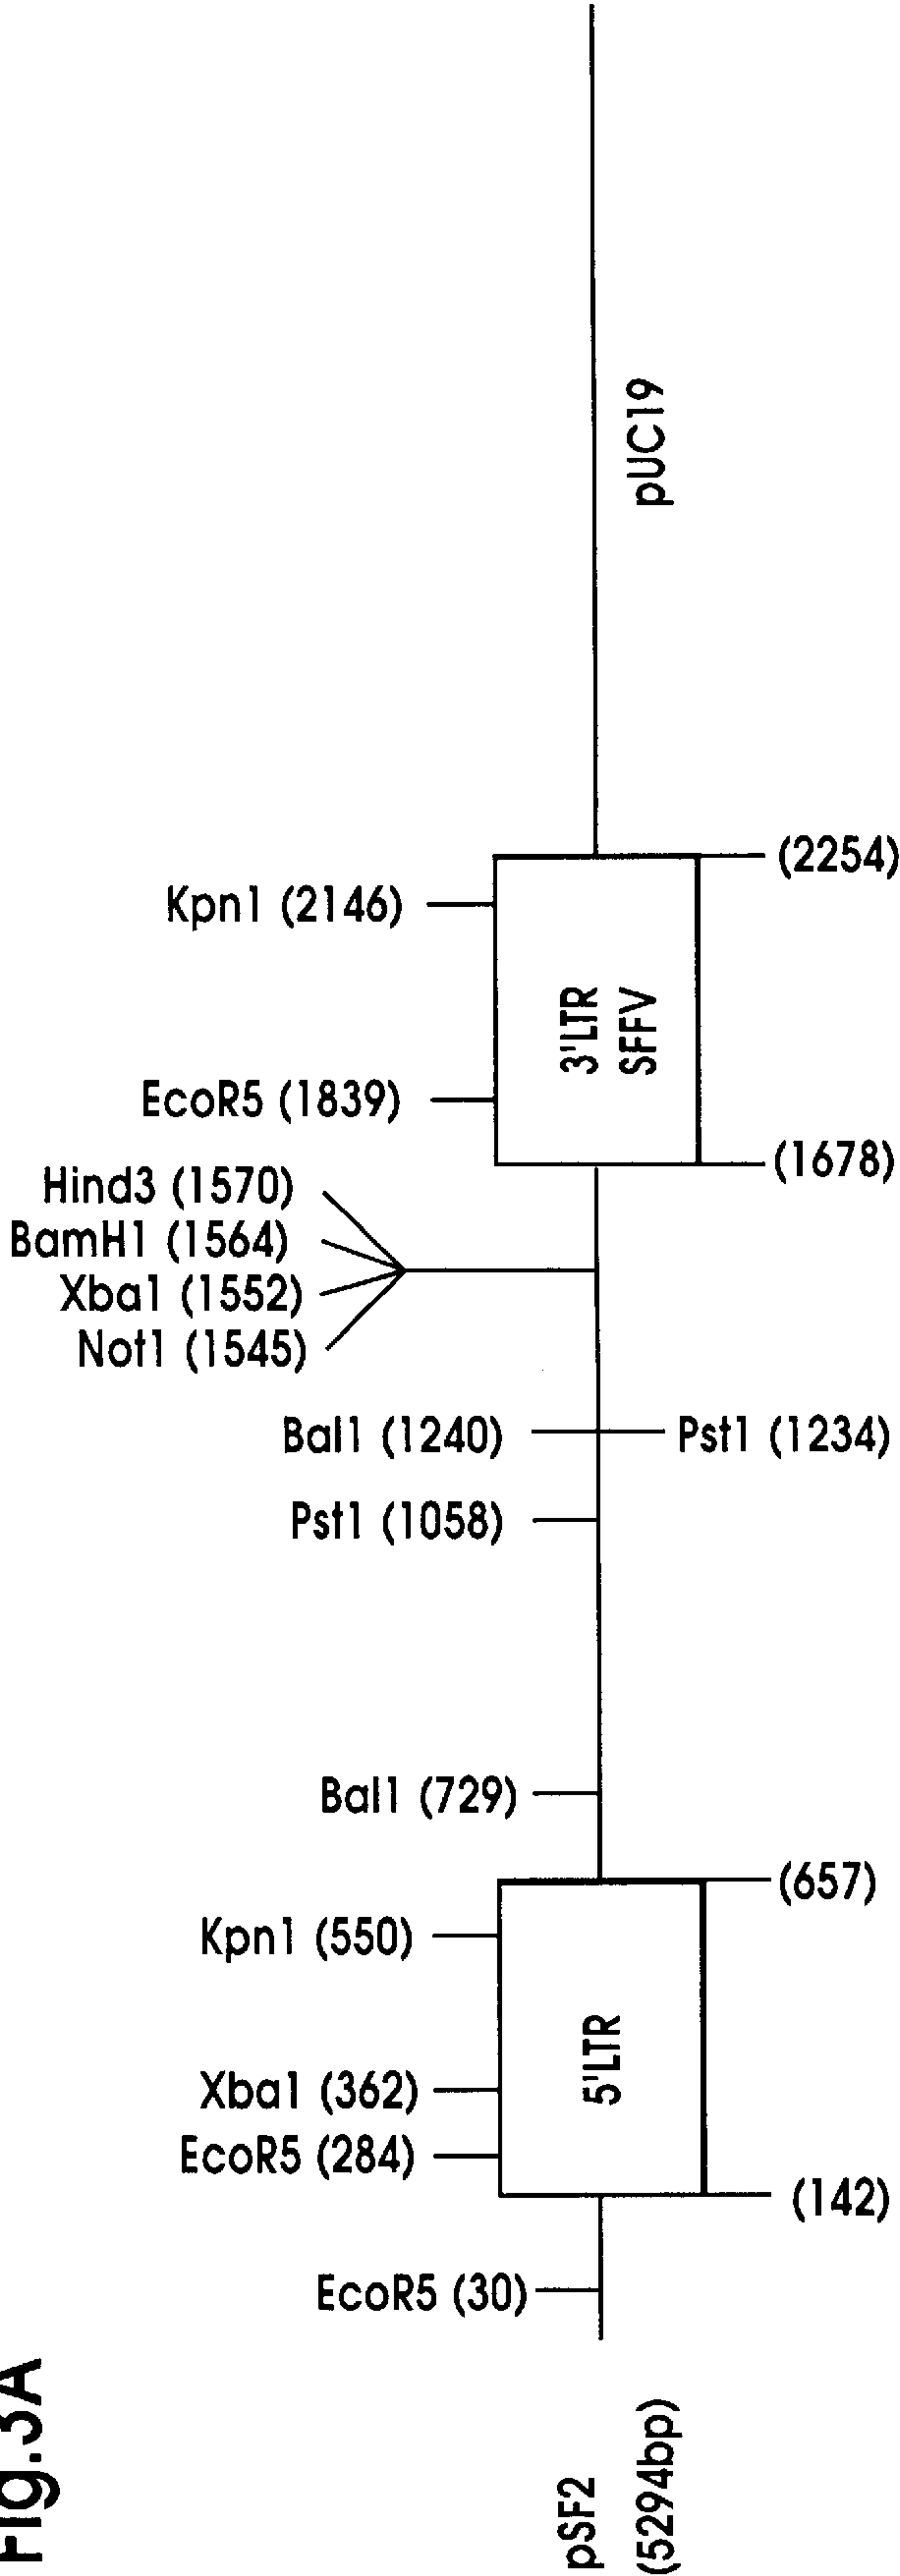 Fig.3A
pUC19
(2254)
Kpn1 (2146)
3'LTR
SFFV
EcoR5 (1839)
(1678)
Hind3 (1570)
BamH1 (1564)
Xba1 (1552)
Not1 (1545)
Bal1 (1240)
Pst1 (1234)
Pst1 (1058)
Bal1 (729)
(657)
Kpn1 (550)
5'LTR
Xba1 (362)
EcoR5 (284)
(142)
EcoR5 (30)
pSF2
(5294bp)